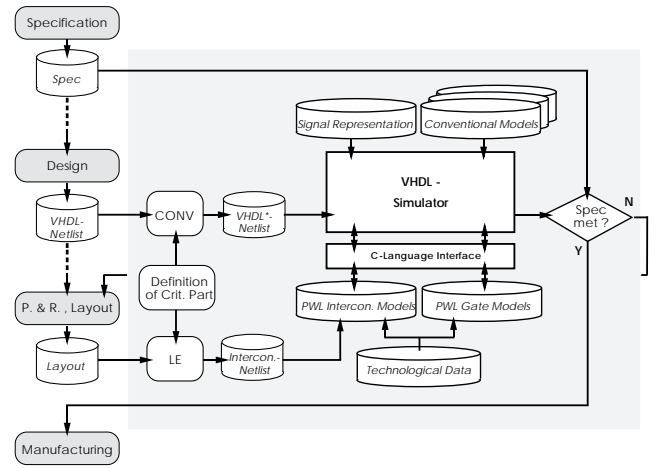 Specification
Spec
Signal Representation
Conventional Models
Design
VHDL -
Simulator
VHDL-
Netlist
CONV
VHDL*-
Netlist
Spec
met ?
N
Y
C-Language Interface
Definition
of Crit. Part
P. & R. , Layout
PWL Intercon. Models
PWL Gate Models
Layout
LE
Intercon.-
Netlist
Technological Data
Manufacturing